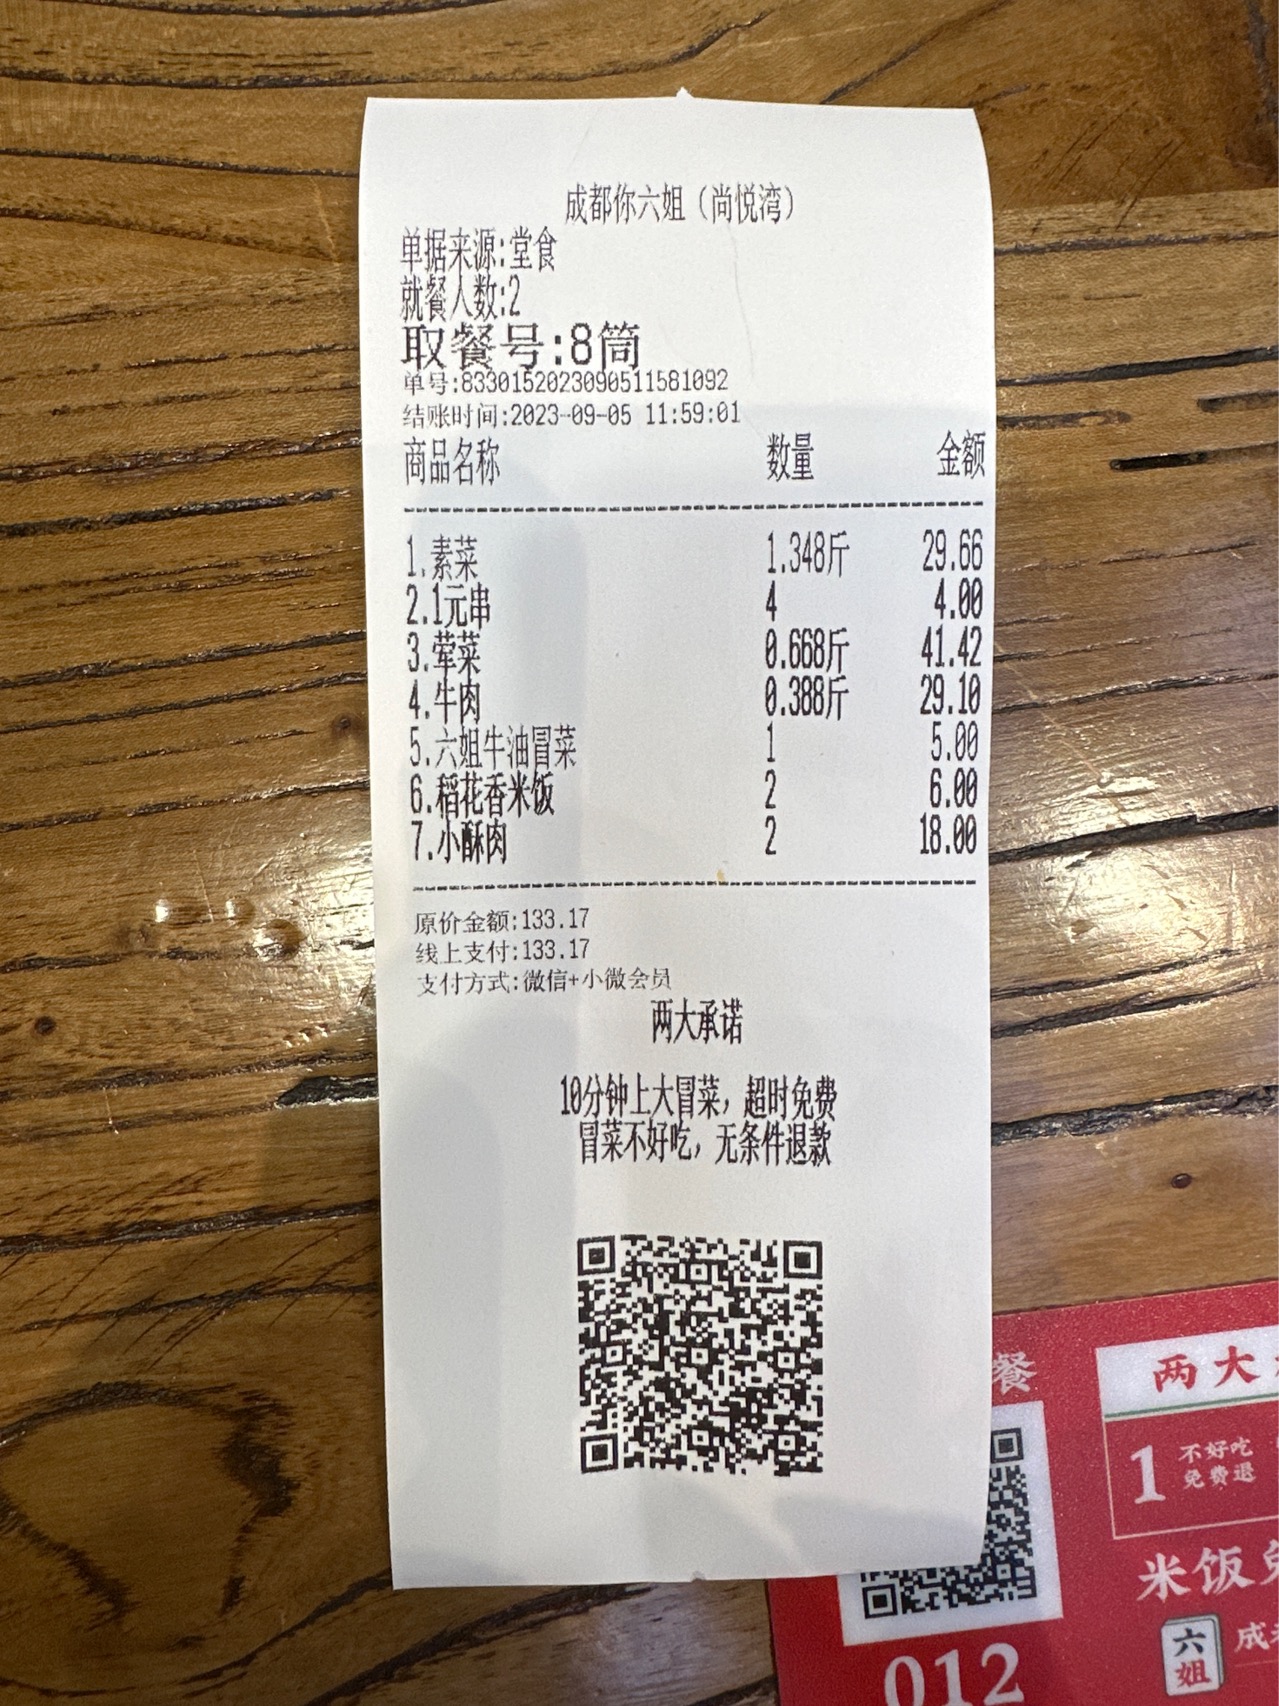 成都你六姐（尚悦湾）
单据来源:堂食
就餐人数:2
取餐号:8筒
单号:8330152023090511581092
结账时间:2023-09-05 11:59:01
商品名称 数量 金额
1.素菜 1.348斤 29.66
2.1元串 4 4.00
3.荤菜 0.668斤 41.42
4.牛肉 0.388斤 29.10
5.六姐牛油冒菜 1 5.00
6.稻花香米饭 2 6.00
7.小酥肉 2 18.00
原价金额:133.17
线上支付:133.17
支付方式:微信+小微会员
两大承诺
10分钟上大冒菜，超时免费
冒菜不好吃，无条件退款
餐
两大
1 不好吃
免费退
米饭
六姐
成
012